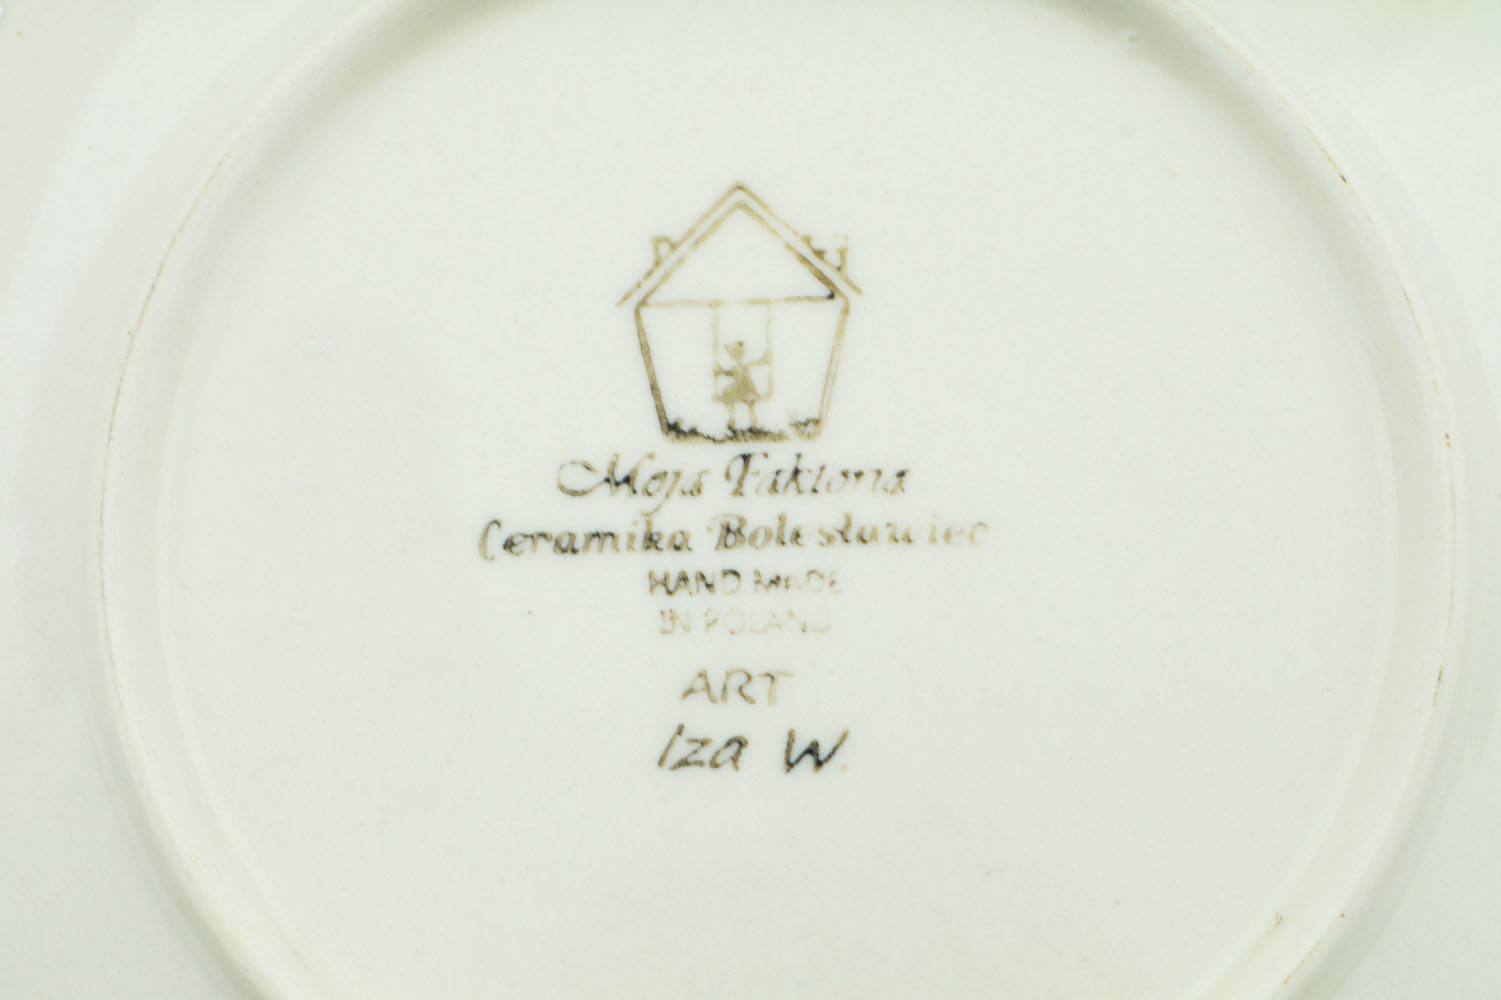 Moja Faktoria
Ceramika Bolesławiec
HAND MADE
IN POLAND
ART
Iza W.